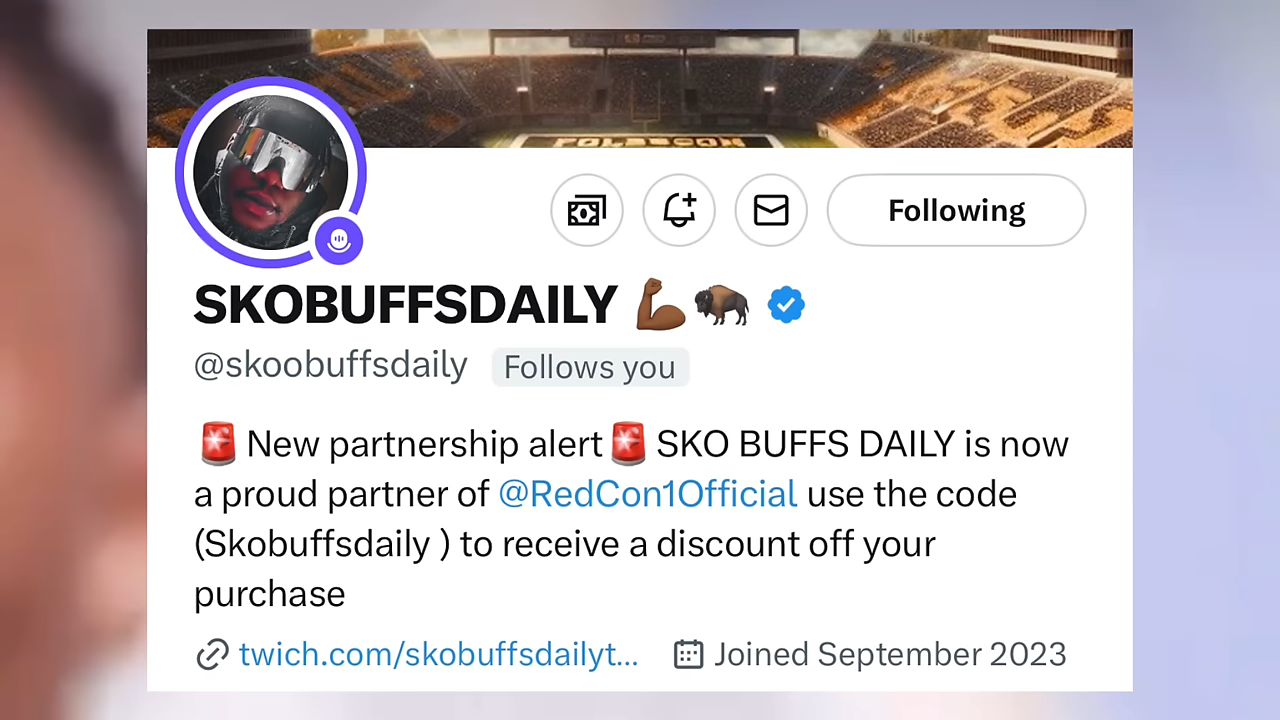 Following
SKOBUFFSDAILY 💪🏾🦬
@skoobuffsdaily Follows you
🚨 New partnership alert🚨 SKO BUFFS DAILY is now
a proud partner of @RedCon1Official use the code
(Skobuffsdaily ) to receive a discount off your
purchase
twich.com/skobuffsdailyt... Joined September 2023